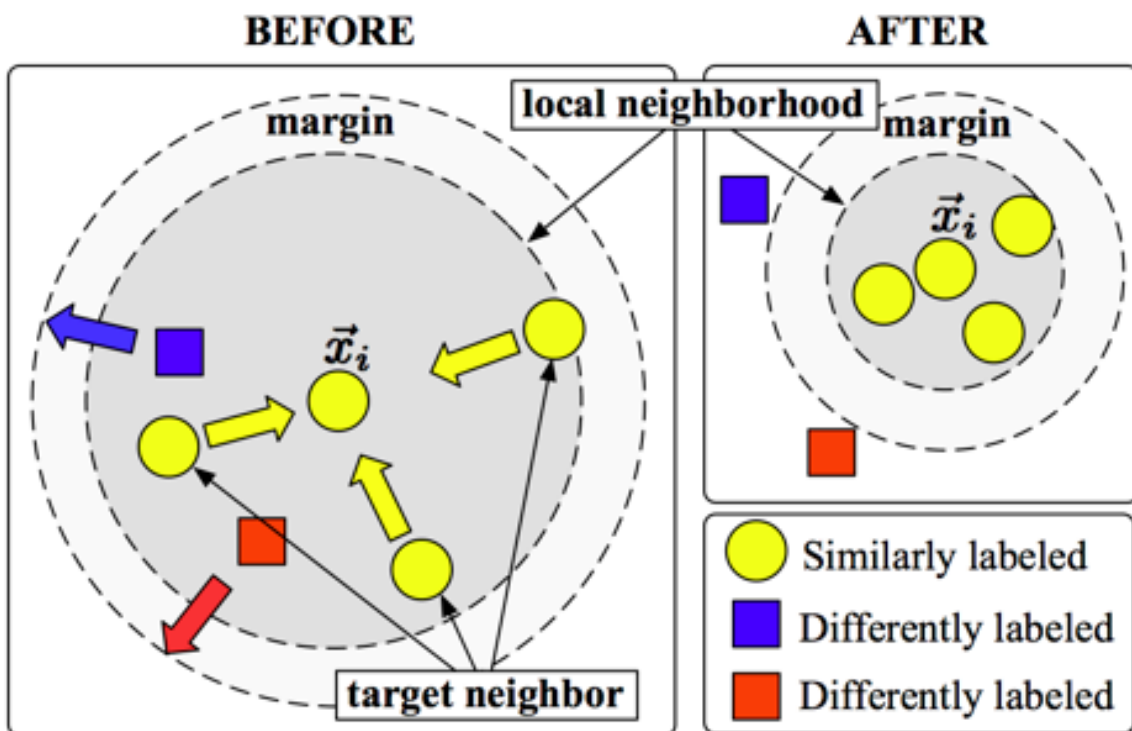 BEFORE
AFTER
local neighborhood
margin
margin
x⃗ᵢ
x⃗ᵢ
target neighbor
Similarly labeled
Differently labeled
Differently labeled